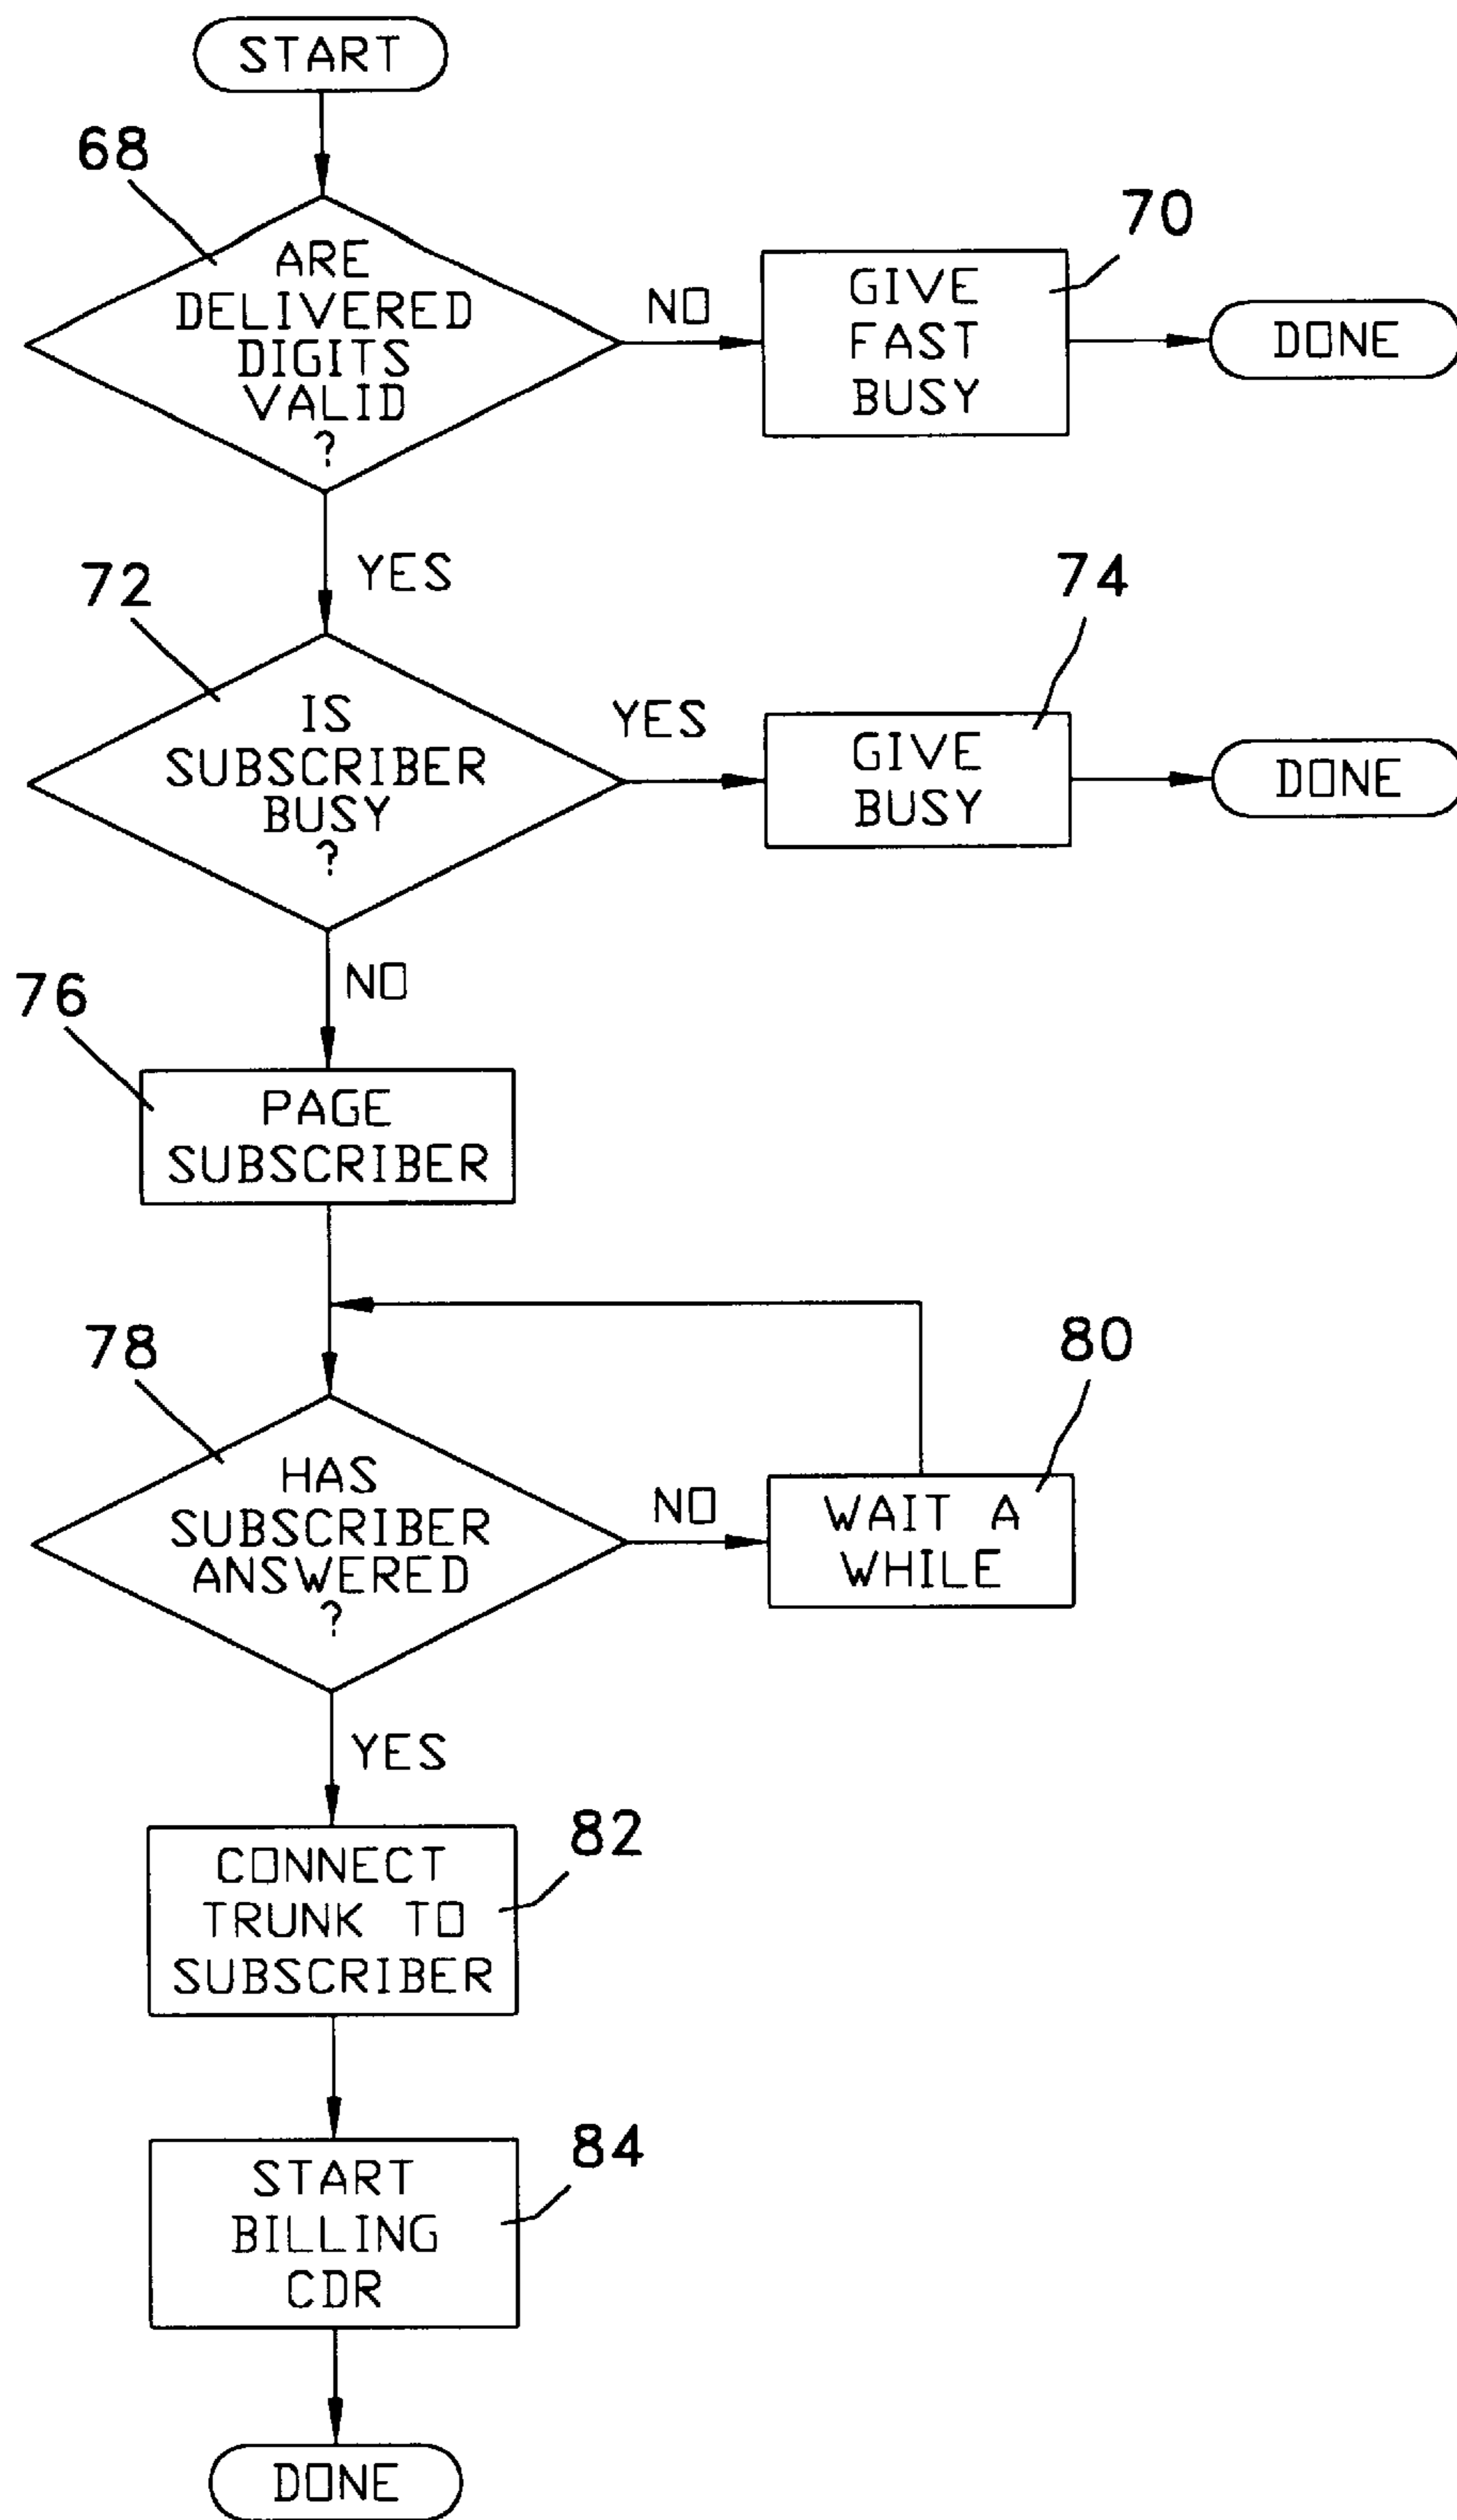 START
68
ARE
DELIVERED
DIGITS
VALID
?
NO
70
GIVE
FAST
BUSY
DONE
YES
72
IS
SUBSCRIBER
BUSY
?
YES
74
GIVE
BUSY
DONE
NO
76
PAGE
SUBSCRIBER
78
HAS
SUBSCRIBER
ANSWERED
?
NO
80
WAIT A
WHILE
YES
82
CONNECT
TRUNK TO
SUBSCRIBER
84
START
BILLING
CDR
DONE